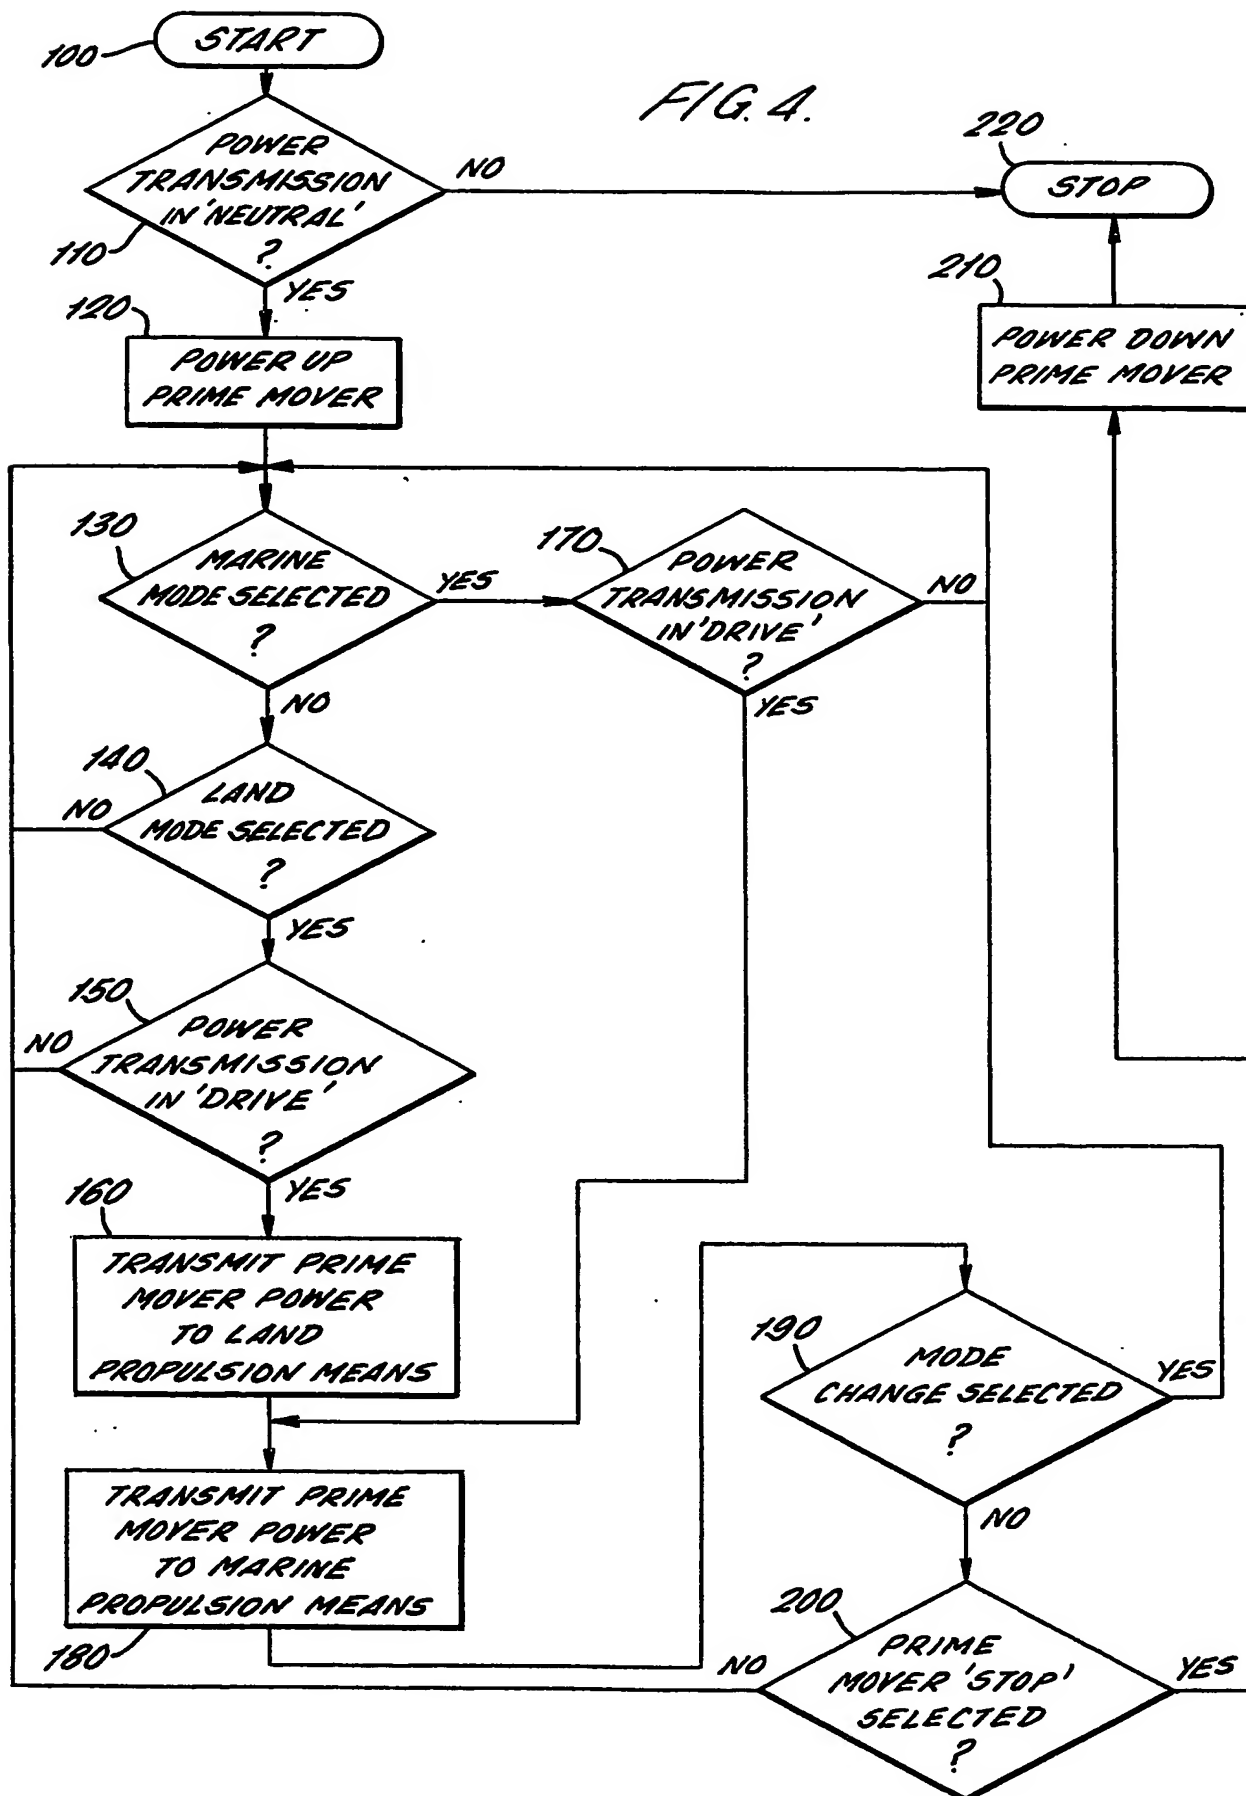 100
START
FIG. 4.
220
STOP
POWER
TRANSMISSION
IN 'NEUTRAL'
?
110
NO
YES
210
POWER DOWN
PRIME MOVER
120
POWER UP
PRIME MOVER
130
MARINE
MODE SELECTED
?
YES
NO
170
POWER
TRANSMISSION
IN 'DRIVE'
?
NO
YES
140
LAND
MODE SELECTED
?
NO
YES
150
POWER
TRANSMISSION
IN 'DRIVE'
?
NO
YES
160
TRANSMIT PRIME
MOVER POWER
TO LAND
PROPULSION MEANS
TRANSMIT PRIME
MOVER POWER
TO MARINE
PROPULSION MEANS
180
190
MODE
CHANGE SELECTED
?
YES
NO
200
PRIME
MOVER 'STOP'
SELECTED
?
NO
YES